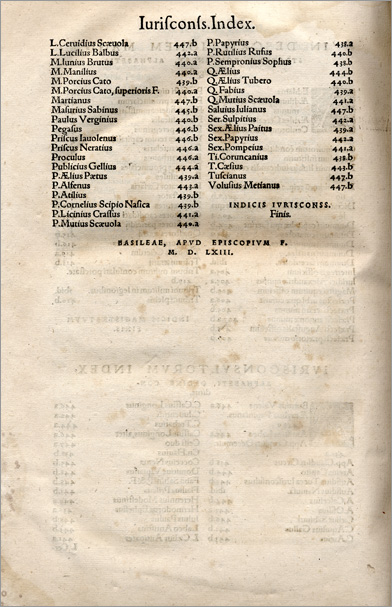 Iuriſconſs.Index.
L.Ceruidius Scæuola 447.b
L.Lucilius Balbus 442.a
M.Iunius Brutus 440.a
M.Manilius 440.a
M.Porcius Cato 439.b
M.Porcius Cato, ſuperioris F. 440.a
Martianus 447.b
Maſurius Sabinus 443.b
Paulus Verginius 440.b
Pegaſus 446.b
Priſcus Iauolenus 446.a
Priſcus Neratius 446.a
Proculus 446.a
Publicius Gellius 444.a
P.Ælius Pætus 439.a
P.Alfenus 443.a
P.Atilius 439.b
P.Cornelius Scipio Naſica 439.b
P.Licinius Craſſus 441.a
P.Mutius Scæuola 440.a
P.Papyrius 438.a
P.Rutilius Rufus 440.b
P.Sempronius Sophus 438.b
Q.Ælius 444.b
Q.Ælius Tubero 440.b
Q.Fabius 439.a
Q.Mutius Scæuola 441.a
Saluius Iulianus 447.b
Ser.Sulpitius 442.a
Sex.Ælius Pætus 439.a
Sex.Papyrius 442.a
Sex.Pompeius 441.a
Ti.Coruncanius 438.b
T.Cæſius 443.b
Tuſcianus 447.b
Voluſius Metianus 447.b
INDICIS IVRISCONSS.
Finis.
BASILEAE, APVD EPISCOPIVM F.
M. D. LXIII.